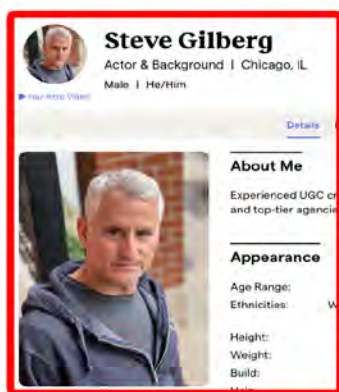 Steve Gilberg
Actor & Background | Chicago, IL
Male | He/Him
Details
About Me
Experienced UGC cr
and top-tier agencie
Appearance
Age Range:
Ethnicities: W
Height:
Weight:
Build: